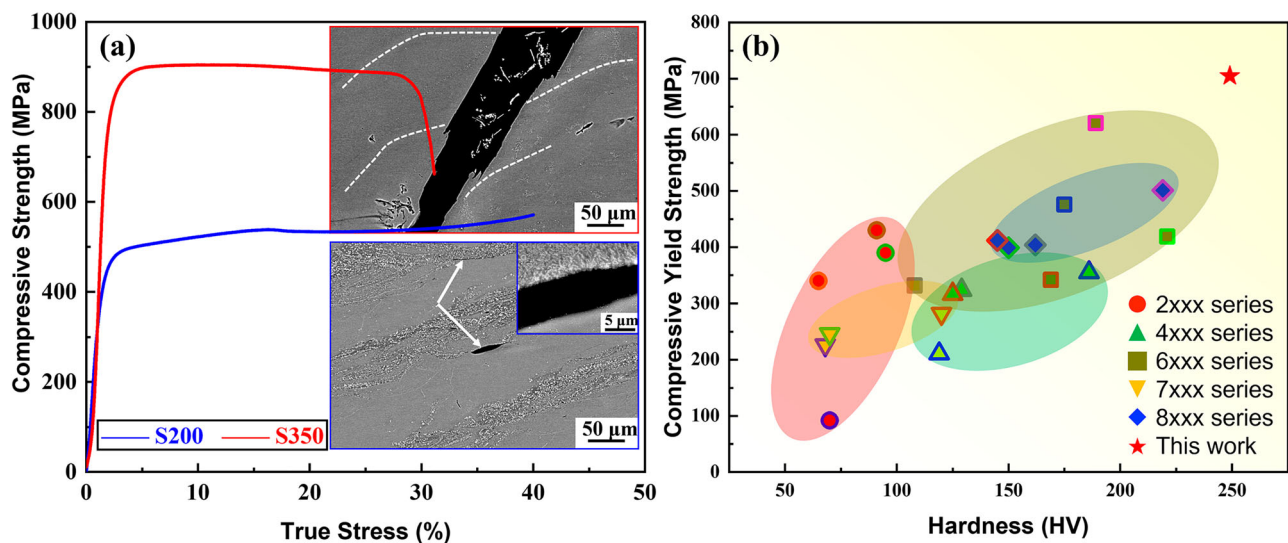 (a)
Compressive Strength (MPa)
1000
800
600
400
200
0
0 10 20 30 40 50
True Stress (%)
S200 S350
50 μm
5 μm
50 μm
(b)
Compressive Yield Strength (MPa)
800
700
600
500
400
300
200
100
0
50 100 150 200 250
Hardness (HV)
2xxx series
4xxx series
6xxx series
7xxx series
8xxx series
This work